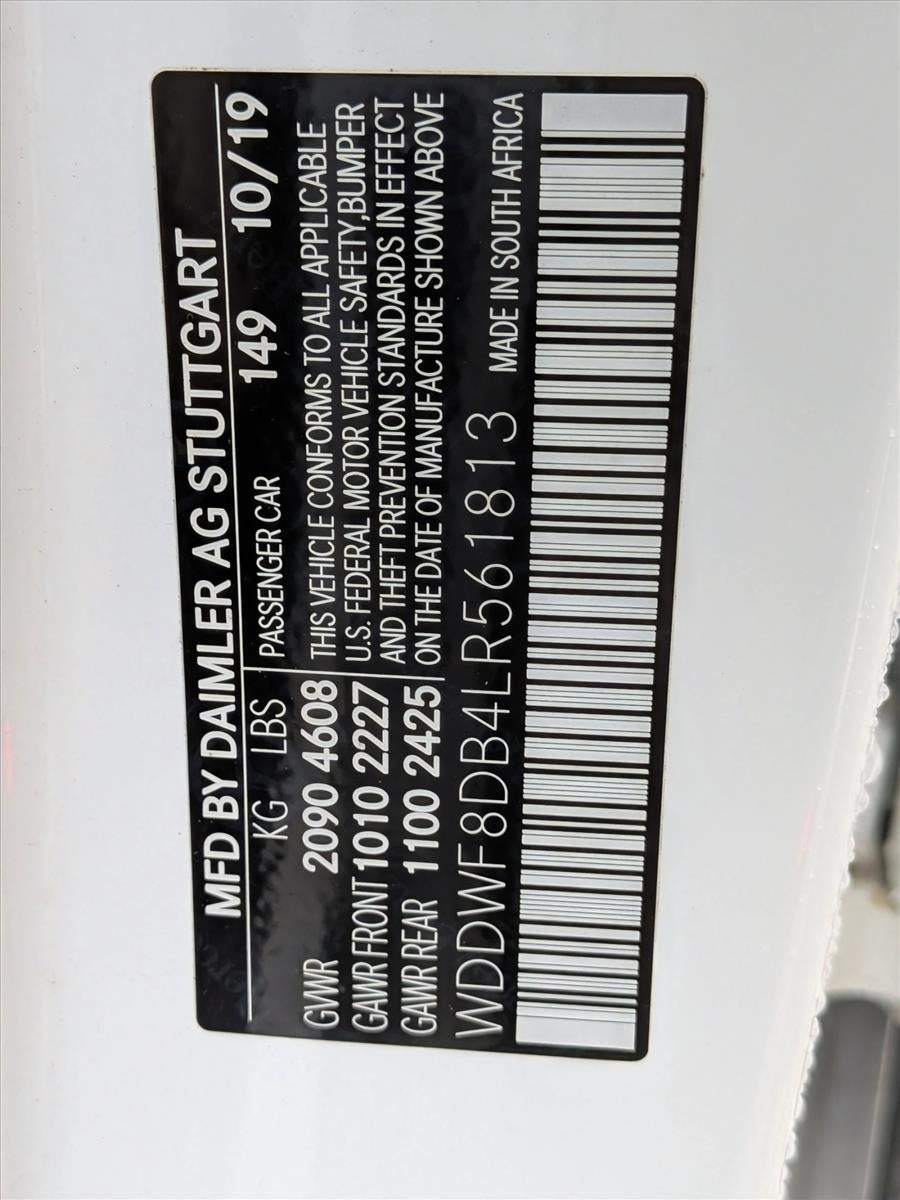 MFD BY DAIMLER AG STUTTGART
KG LBS PASSENGER CAR 149 10/19
GVWR 2090 4608 THIS VEHICLE CONFORMS TO ALL APPLICABLE
GAWR FRONT 1010 2227 U.S. FEDERAL MOTOR VEHICLE SAFETY,BUMPER
GAWR REAR 1100 2425 AND THEFT PREVENTION STANDARDS IN EFFECT
ON THE DATE OF MANUFACTURE SHOWN ABOVE
WDDWF8DB4LR561813 MADE IN SOUTH AFRICA